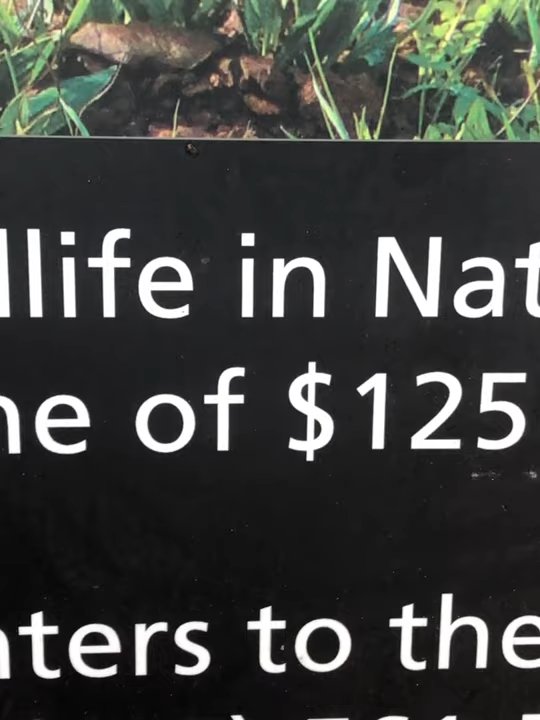 llife in Nat
ne of $125
nters to the